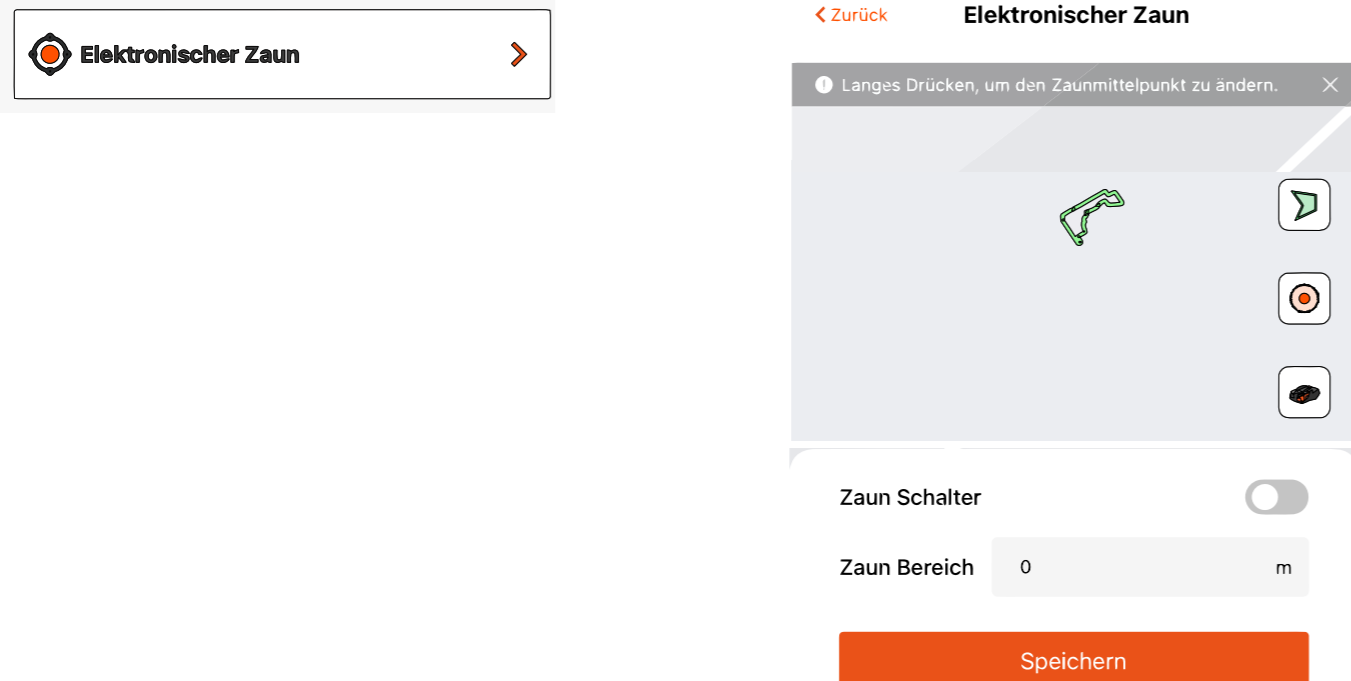 Elektronischer Zaun
Zurück
Elektronischer Zaun
Langes Drücken, um den Zaunmittelpunkt zu ändern.
Zaun Schalter
Zaun Bereich 0 m
Speichern